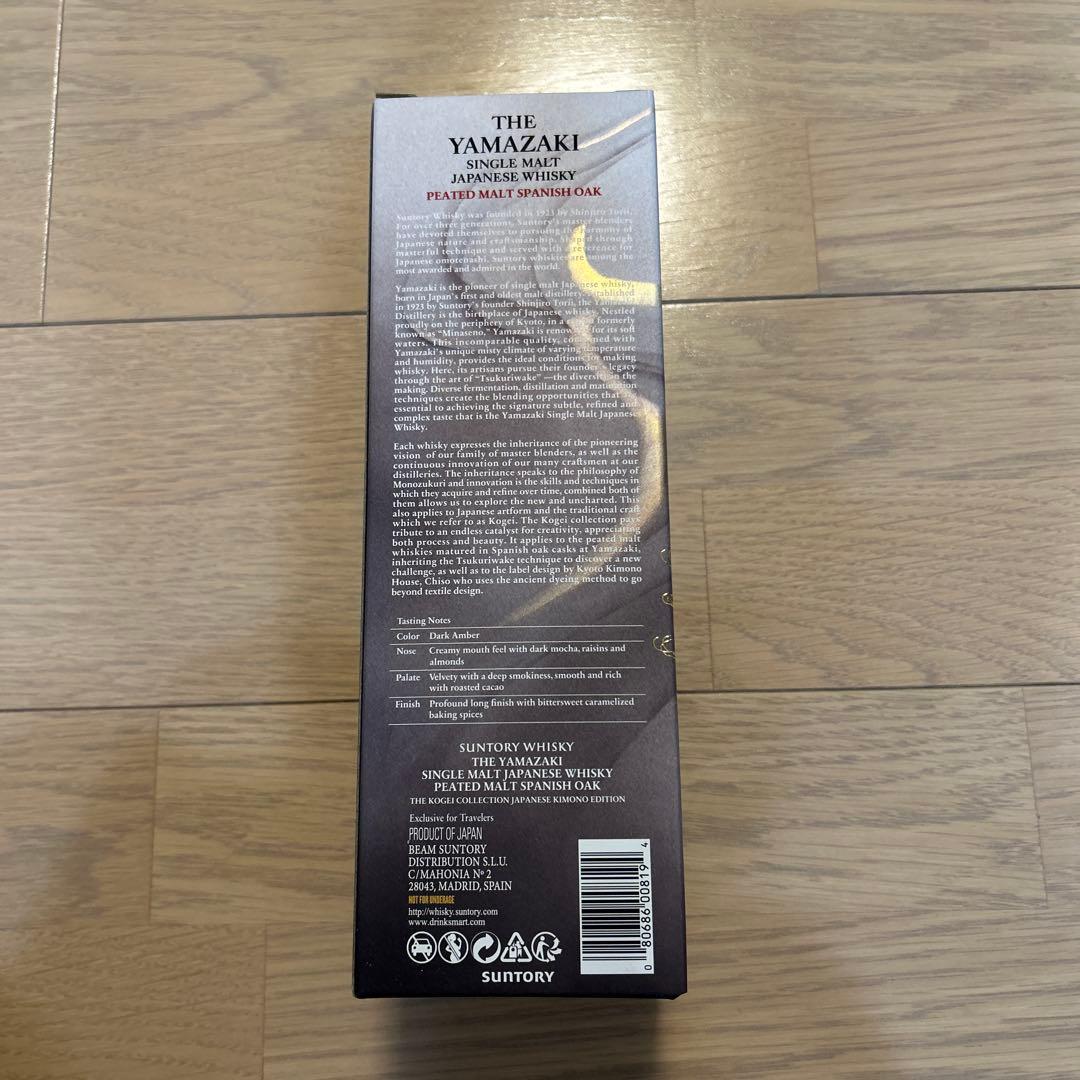 THE
YAMAZAKI
SINGLE MALT
JAPANESE WHISKY
PEATED MALT SPANISH OAK
Suntory Whisky was founded in 1923 by Shinjiro Torii.
For over three generations, Suntory's master blenders
have devoted themselves to pursuing the harmony of
Japanese nature and craftsmanship. Shaped through
masterful technique and served with a reverence for
Japanese omotenashi. Suntory whiskies are among the
most awarded and admired in the world.
Yamazaki is the pioneer of single malt Japanese whisky,
born in Japan's first and oldest malt distillery. Established
in 1923 by Suntory's founder Shinjiro Torii, the Yamazaki
Distillery is the birthplace of Japanese whisky. Nestled
proudly on the periphery of Kyoto, in a region formerly
known as "Minaseno," Yamazaki is renowned for its soft
waters. This incomparable quality, combined with
Yamazaki's unique misty climate of varying temperature
and humidity, provides the ideal conditions for making
whisky. Here, its artisans pursue their founder's legacy
through the art of "Tsukuriwake" —the diversity in the
making. Diverse fermentation, distillation and maturation
techniques create the blending opportunities that are
essential to achieving the signature subtle, refined and
complex taste that is the Yamazaki Single Malt Japanese
Whisky.
Each whisky expresses the inheritance of the pioneering
vision of our family of master blenders, as well as the
continuous innovation of our many craftsmen at our
distilleries. The inheritance speaks to the philosophy of
Monozukuri and innovation is the skills and techniques in
which they acquire and refine over time, combined both of
them allows us to explore the new and uncharted. This
also applies to Japanese artform and the traditional craft
which we refer to as Kogei. The Kogei collection pays
tribute to an endless catalyst for creativity, appreciating
both process and beauty. It applies to the peated malt
whiskies matured in Spanish oak casks at Yamazaki,
inheriting the Tsukuriwake technique to discover a new
challenge, as well as to the label design by Kyoto Kimono
House, Chiso who uses the ancient dyeing method to go
beyond textile design.
Tasting Notes
Color Dark Amber
Nose Creamy mouth feel with dark mocha, raisins and
almonds
Palate Velvety with a deep smokiness, smooth and rich
with roasted cacao
Finish Profound long finish with bittersweet caramelized
baking spices
SUNTORY WHISKY
THE YAMAZAKI
SINGLE MALT JAPANESE WHISKY
PEATED MALT SPANISH OAK
THE KOGEI COLLECTION JAPANESE KIMONO EDITION
Exclusive for Travelers
PRODUCT OF JAPAN
BEAM SUNTORY
DISTRIBUTION S.L.U.
C/MAHONIA Nº 2
28043, MADRID, SPAIN
NOT FOR UNDERAGE
http://whisky.suntory.com
www.drinksmart.com
SUNTORY
0 80686 00819 4